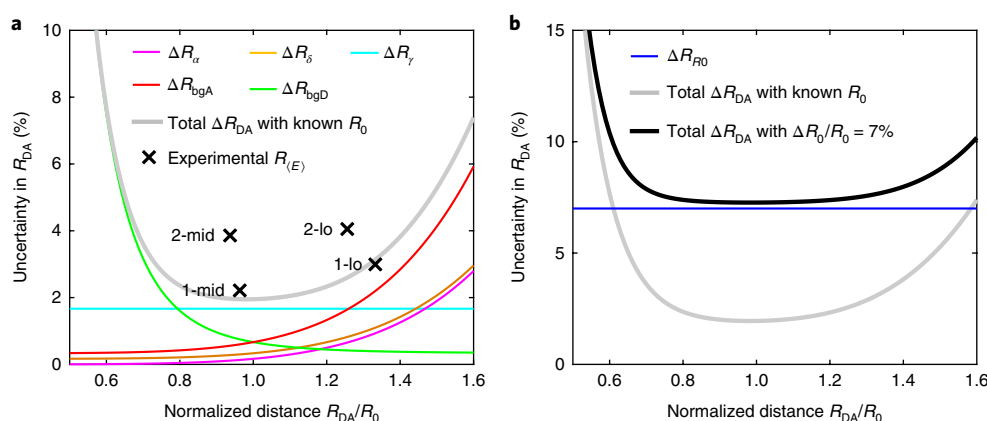 a
10
8
6
4
2
0
Uncertainty in R_DA (%)
ΔR_α
ΔR_δ
ΔR_γ
ΔR_bgA
ΔR_bgD
Total ΔR_DA with known R_0
Experimental R_⟨E⟩
2-mid
2-lo
1-lo
1-mid
0.6 0.8 1.0 1.2 1.4 1.6
Normalized distance R_DA/R_0
b
15
10
5
0
Uncertainty in R_DA (%)
ΔR_R0
Total ΔR_DA with known R_0
Total ΔR_DA with ΔR_0/R_0 = 7%
0.6 0.8 1.0 1.2 1.4 1.6
Normalized distance R_DA/R_0